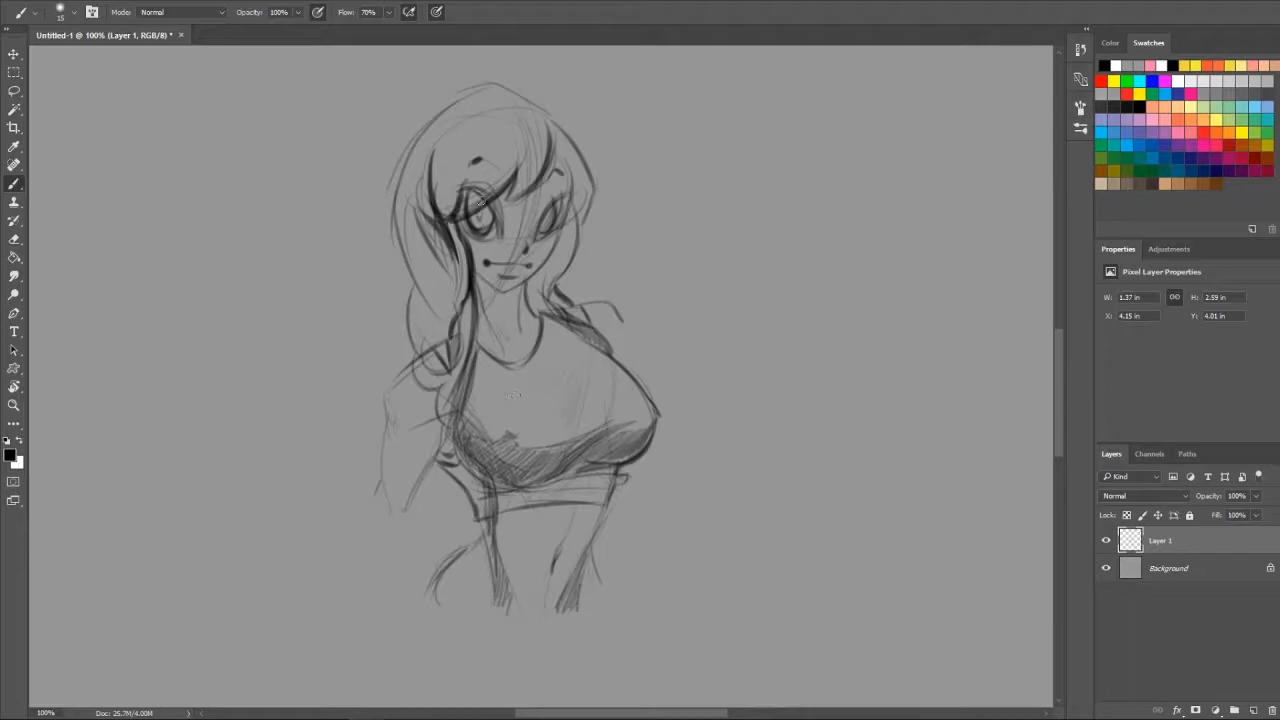 15 Mode: Normal Opacity: 100% Flow: 70%
Untitled-1 @ 100% (Layer 1, RGB/8) *
Color Swatches
Properties Adjustments
Pixel Layer Properties
W: 1.37 in H: 2.59 in
X: 4.15 in Y: 4.01 in
Layers Channels Paths
Kind
Normal Opacity: 100%
Lock: Fill: 100%
Layer 1
Background
100% Doc: 25.7M/4.00M